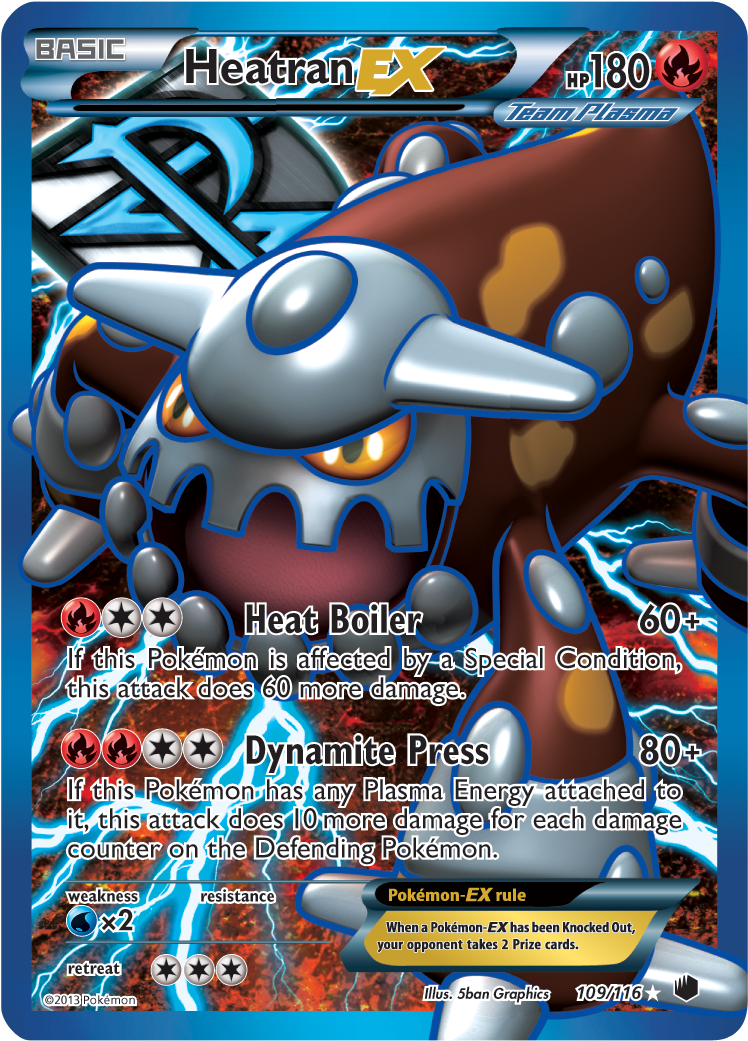 BASIC
Heatran EX
HP 180
Team Plasma
Heat Boiler 60+
If this Pokémon is affected by a Special Condition,
this attack does 60 more damage.
Dynamite Press 80+
If this Pokémon has any Plasma Energy attached to
it, this attack does 10 more damage for each damage
counter on the Defending Pokémon.
weakness resistance
×2
Pokémon-EX rule
When a Pokémon-EX has been Knocked Out,
your opponent takes 2 Prize cards.
retreat
©2013 Pokémon
Illus. 5ban Graphics 109/116